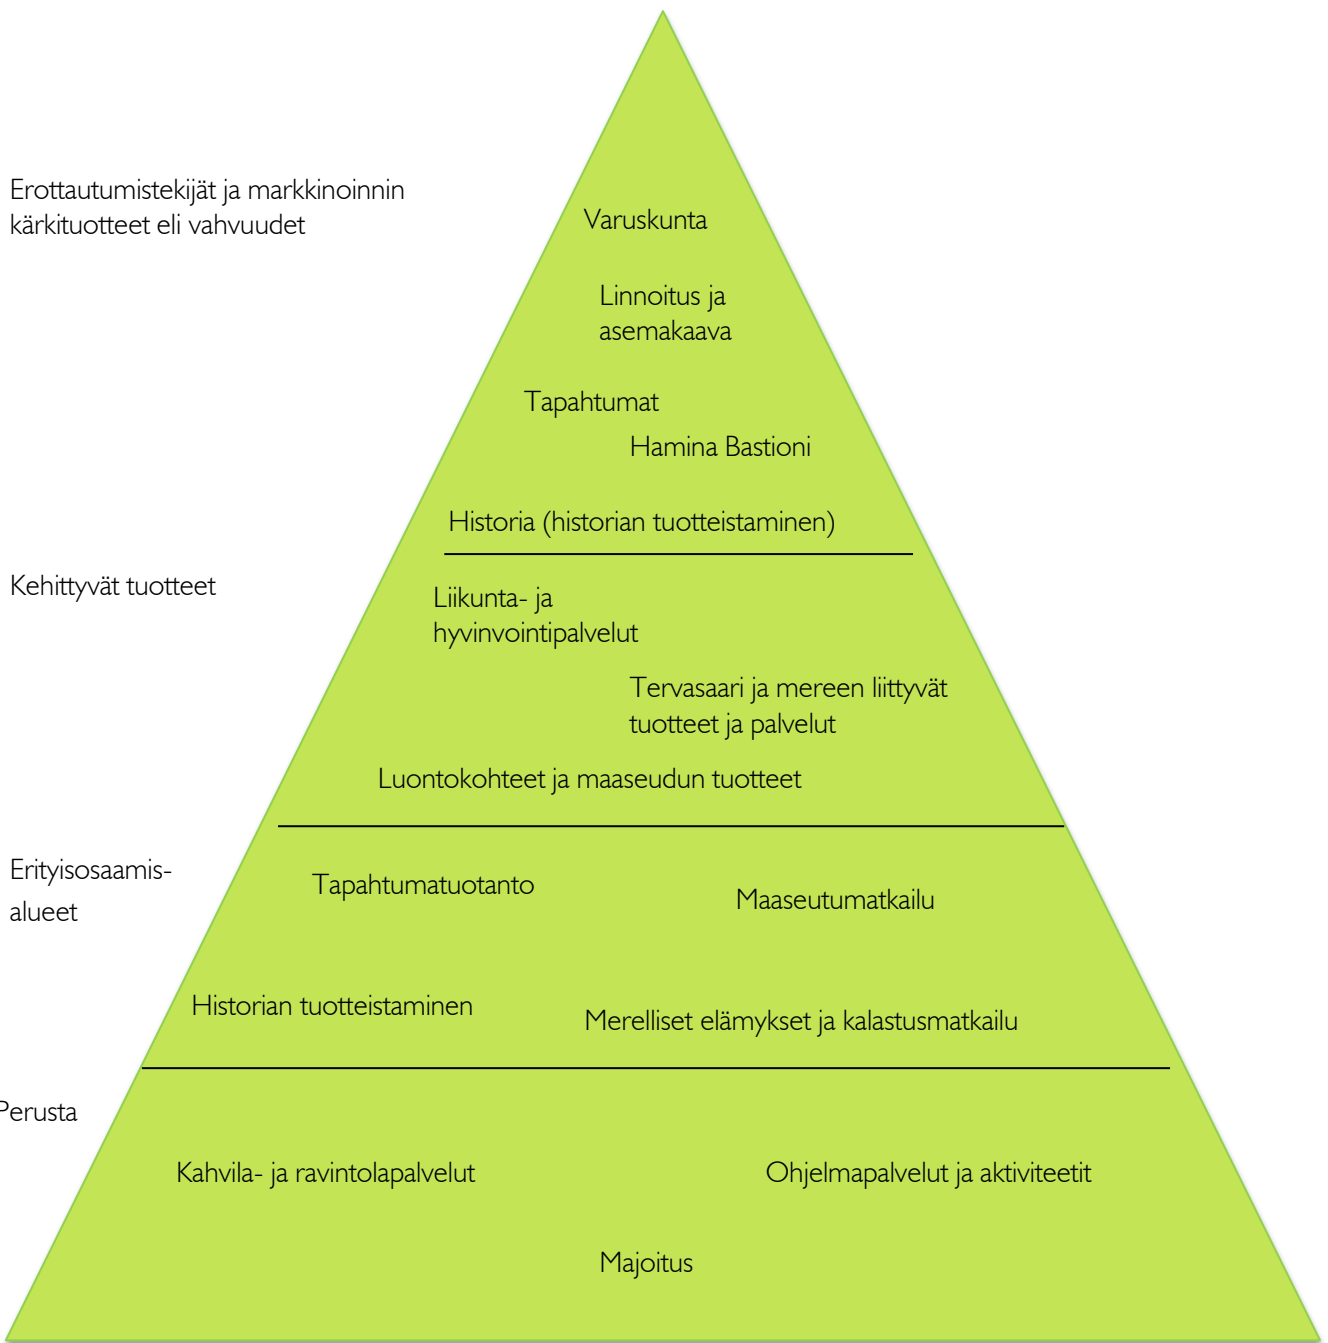 Erottautumistekijät ja markkinoinnin
kärkituotteet eli vahvuudet
Varuskunta
Linnoitus ja
asemakaava
Tapahtumat
Hamina Bastioni
Historia (historian tuotteistaminen)
Kehittyvät tuotteet
Liikunta- ja
hyvinvointipalvelut
Tervasaari ja mereen liittyvät
tuotteet ja palvelut
Luontokohteet ja maaseudun tuotteet
Erityisosaamis-
alueet
Tapahtumatuotanto
Maaseutumatkailu
Historian tuotteistaminen
Merelliset elämykset ja kalastusmatkailu
Perusta
Kahvila- ja ravintolapalvelut
Ohjelmapalvelut ja aktiviteetit
Majoitus